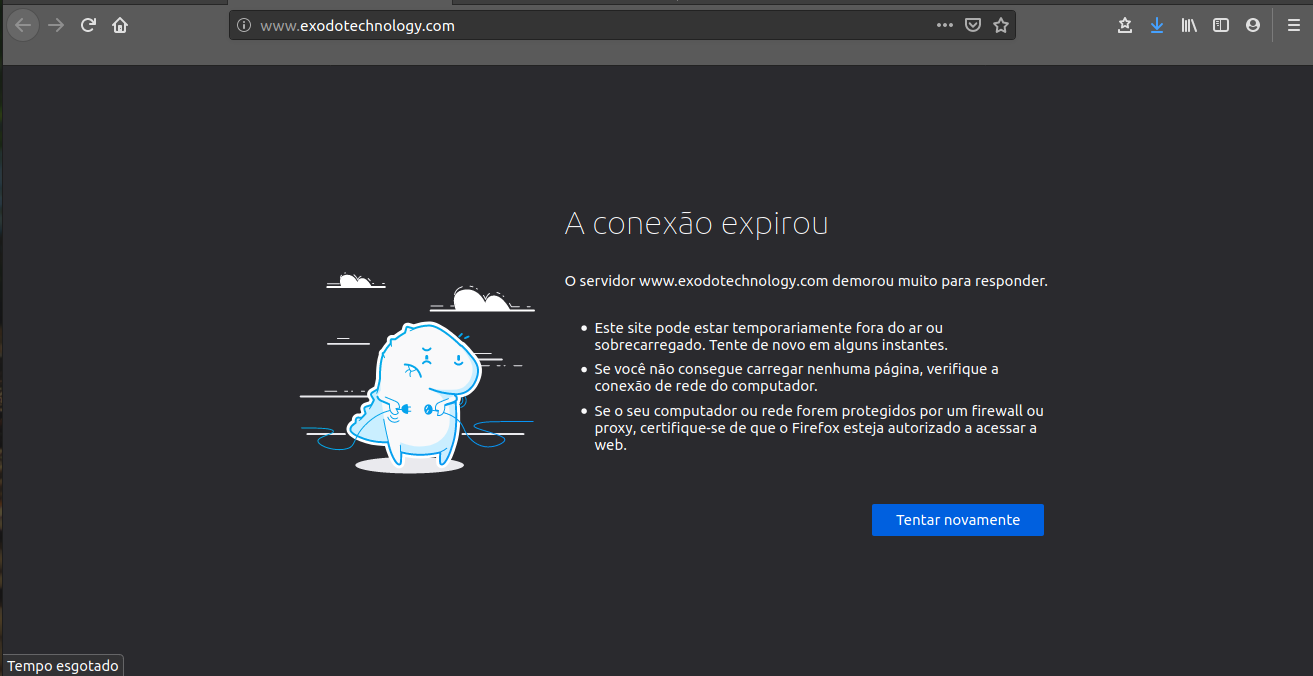 www.exodotechnology.com
A conexão expirou
O servidor www.exodotechnology.com demorou muito para responder.
Este site pode estar temporariamente fora do ar ou
sobrecarregado. Tente de novo em alguns instantes.
Se você não consegue carregar nenhuma página, verifique a
conexão de rede do computador.
Se o seu computador ou rede forem protegidos por um firewall ou
proxy, certifique-se de que o Firefox esteja autorizado a acessar a
web.
Tentar novamente
Tempo esgotado